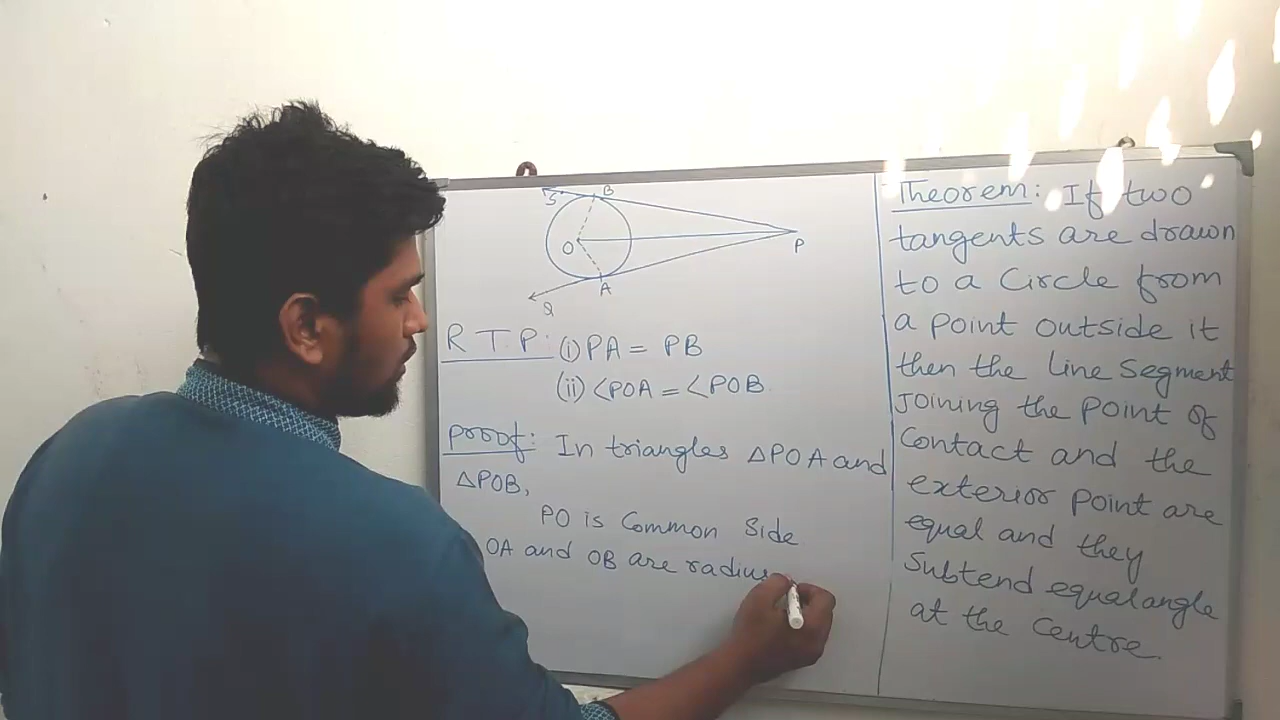 S
B
O
P
A
Q
R T P: (i) PA = PB
(ii) <POA = <POB.
Proof: In triangles △POA and
△POB,
PO is Common Side.
OA and OB are radius
Theorem: If two
tangents are drawn
to a Circle from
a point outside it
then the Line Segment
Joining the point of
Contact and the
exterior point are
equal and they
Subtend equal angle
at the Centre.